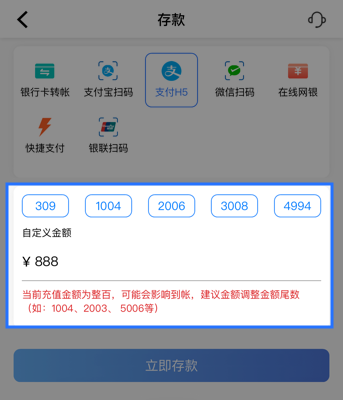 存款
银行卡转帐 支付宝扫码 支付H5 微信扫码 在线网银
快捷支付 银联扫码
309 1004 2006 3008 4994
自定义金额
¥ 888
当前充值金额为整百，可能会影响到帐，建议金额调整金额尾数
（如：1004、2003、 5006等）
立即存款